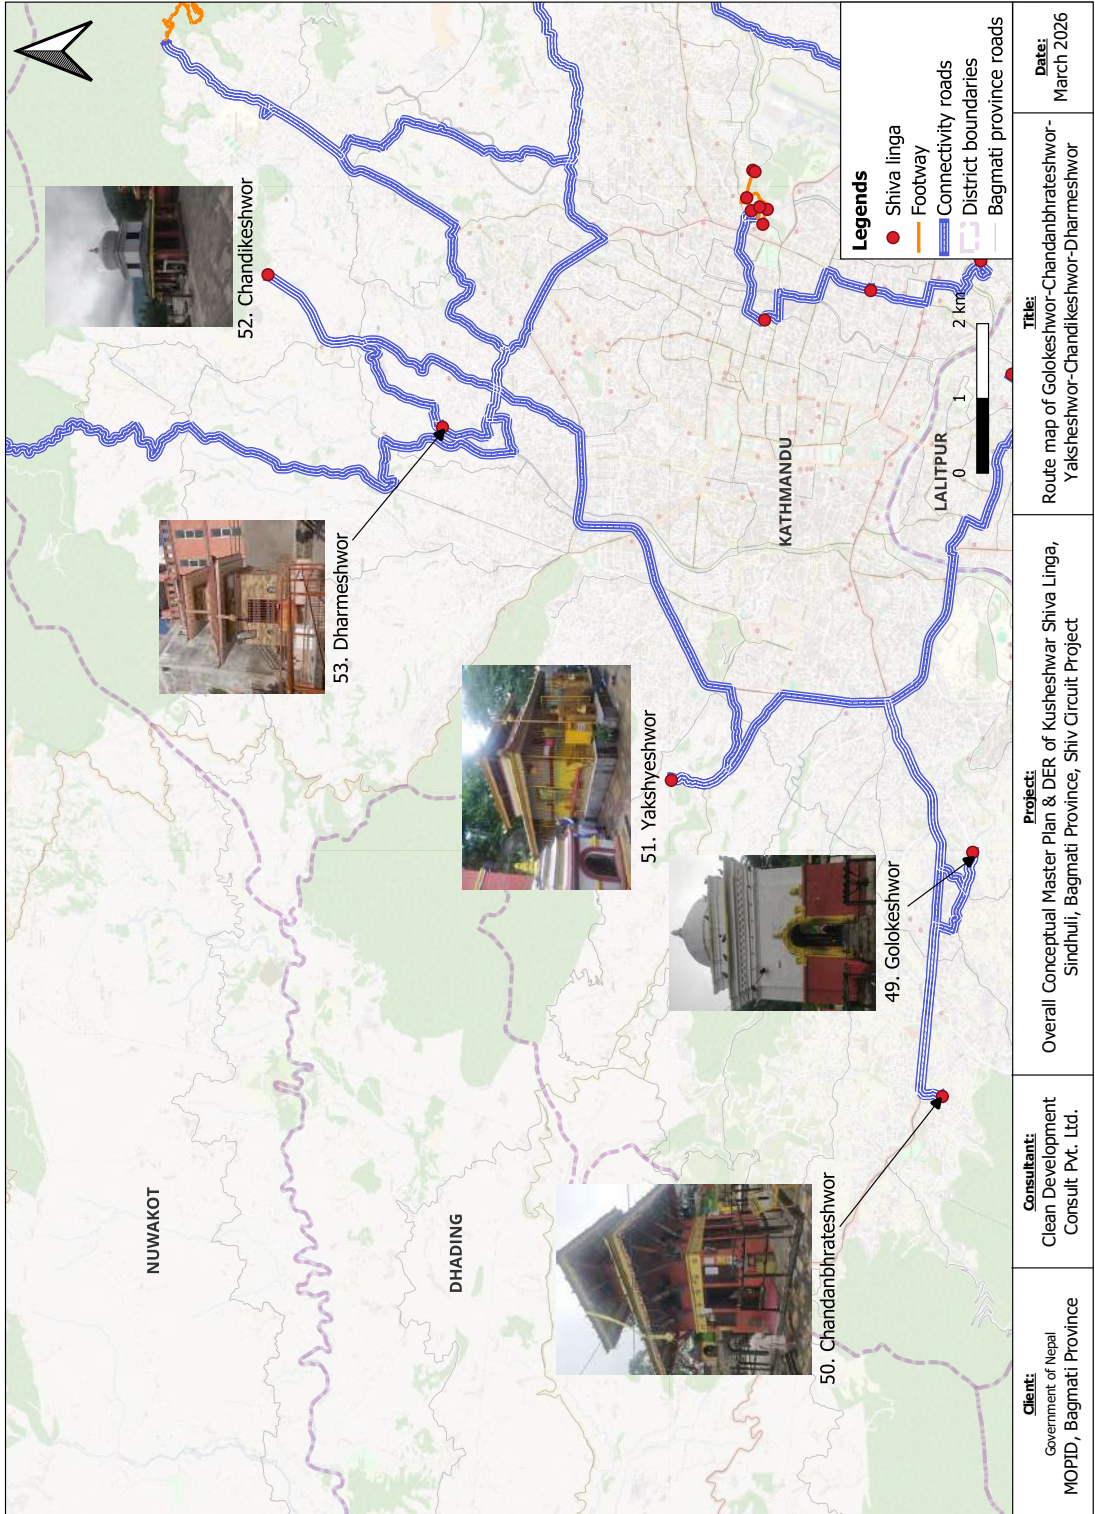 NUWAKOT
DHADING
KATHMANDU
LALITPUR
52. Chandikeshwor
53. Dharmeshwor
51. Yakshyeshwor
49. Golokeshwor
50. Chandanbhrateshwor
0 1 2 km
Legends
Shiva linga
Footway
Connectivity roads
District boundaries
Bagmati province roads
Client:
Government of Nepal
MOPID, Bagmati Province
Consultant:
Clean Development
Consult Pvt. Ltd.
Project:
Overall Conceptual Master Plan & DER of Kusheshwar Shiva Linga,
Sindhuli, Bagmati Province, Shiv Circuit Project
Title:
Route map of Golokeshwor-Chandanbhrateshwor-
Yaksheshwor-Chandikeshwor-Dharmeshwor
Date:
March 2026